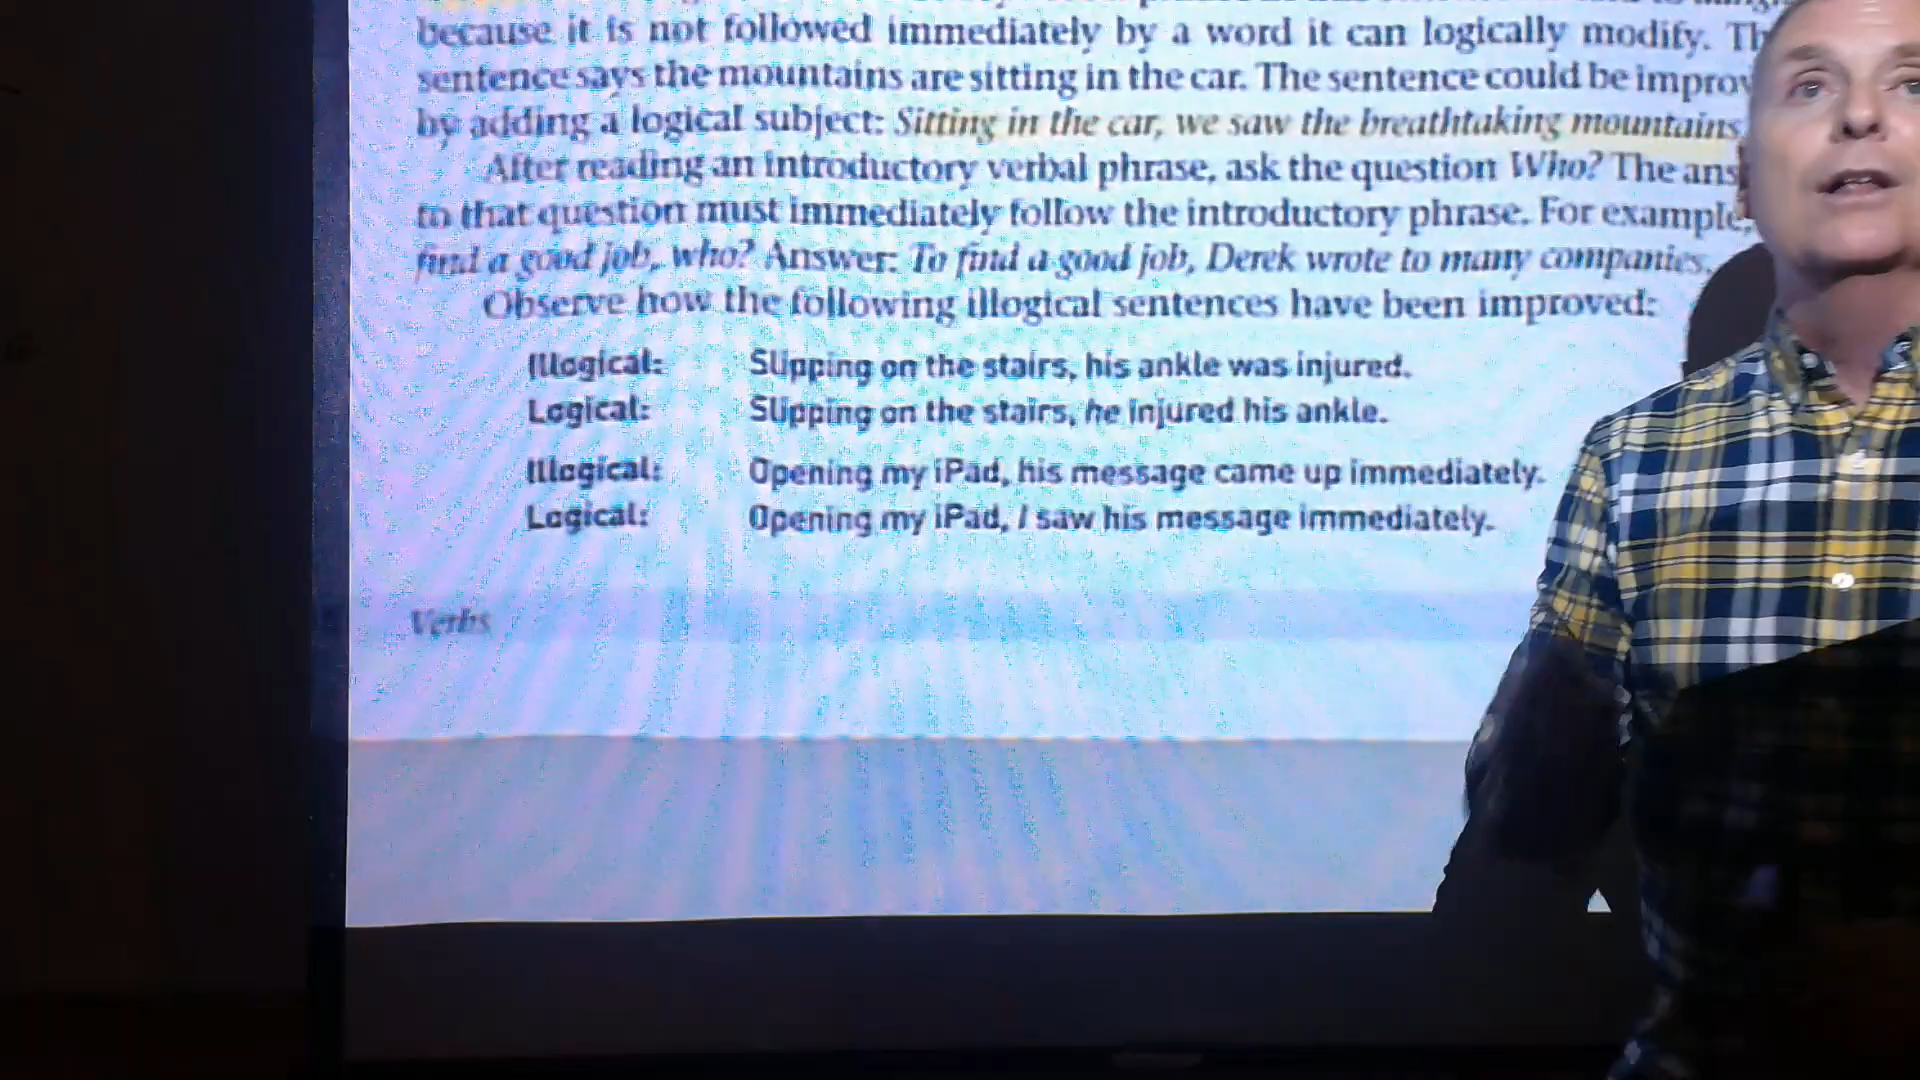 because it is not followed immediately by a word it can logically modify.
sentence says the mountains are sitting in the car. The sentence could be improv
by adding a logical subject: Sitting in the car, we saw the breathtaking mountains.
After reading an introductory verbal phrase, ask the question Who? The ans
to that question must immediately follow the introductory phrase. For example,
find a good job, who? Answer: To find a good job, Derek wrote to many companies.
Observe how the following illogical sentences have been improved:
Illogical: Slipping on the stairs, his ankle was injured.
Logical: Slipping on the stairs, he injured his ankle.
Illogical: Opening my iPad, his message came up immediately.
Logical: Opening my iPad, I saw his message immediately.
Verbs